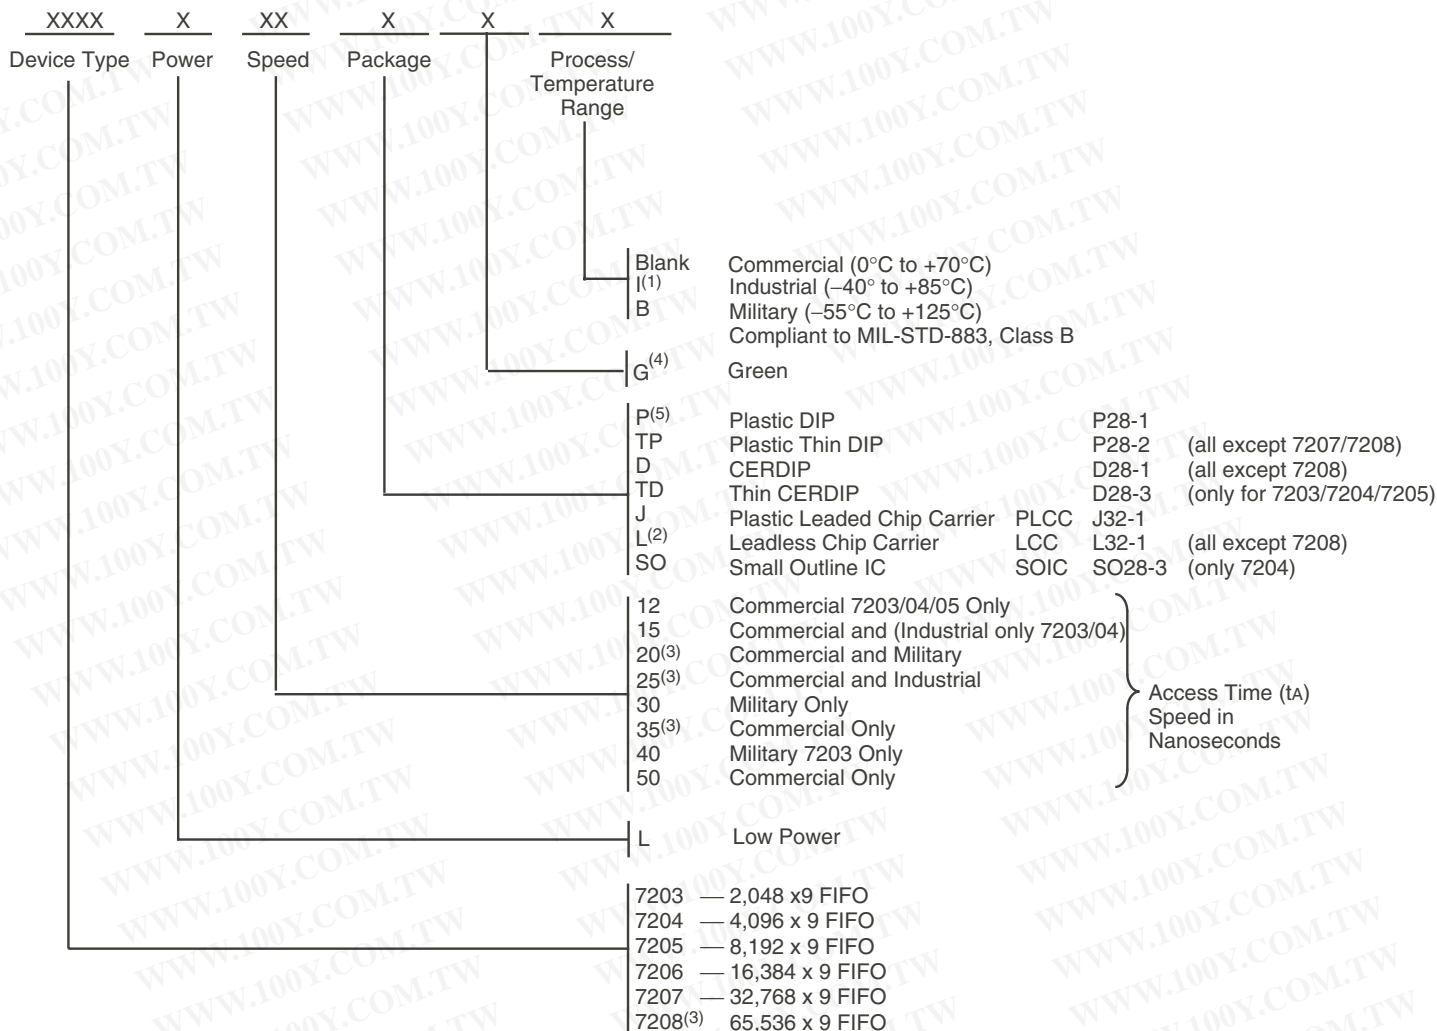 XXXX X XX X X X
Device Type Power Speed Package Process/
Temperature
Range
Blank Commercial (0°C to +70°C)
I(1) Industrial (–40° to +85°C)
B Military (–55°C to +125°C)
Compliant to MIL-STD-883, Class B
G(4) Green
P(5) Plastic DIP P28-1
TP Plastic Thin DIP P28-2 (all except 7207/7208)
D CERDIP D28-1 (all except 7208)
TD Thin CERDIP D28-3 (only for 7203/7204/7205)
J Plastic Leaded Chip Carrier PLCC J32-1
L(2) Leadless Chip Carrier LCC L32-1 (all except 7208)
SO Small Outline IC SOIC SO28-3 (only 7204)
12 Commercial 7203/04/05 Only
15 Commercial and (Industrial only 7203/04)
20(3) Commercial and Military
25(3) Commercial and Industrial
30 Military Only
35(3) Commercial Only
40 Military 7203 Only
50 Commercial Only
Access Time (tA)
Speed in
Nanoseconds
L Low Power
7203 — 2,048 x9 FIFO
7204 — 4,096 x 9 FIFO
7205 — 8,192 x 9 FIFO
7206 — 16,384 x 9 FIFO
7207 — 32,768 x 9 FIFO
7208(3) 65,536 x 9 FIFO
WWW.100Y.COM.TW